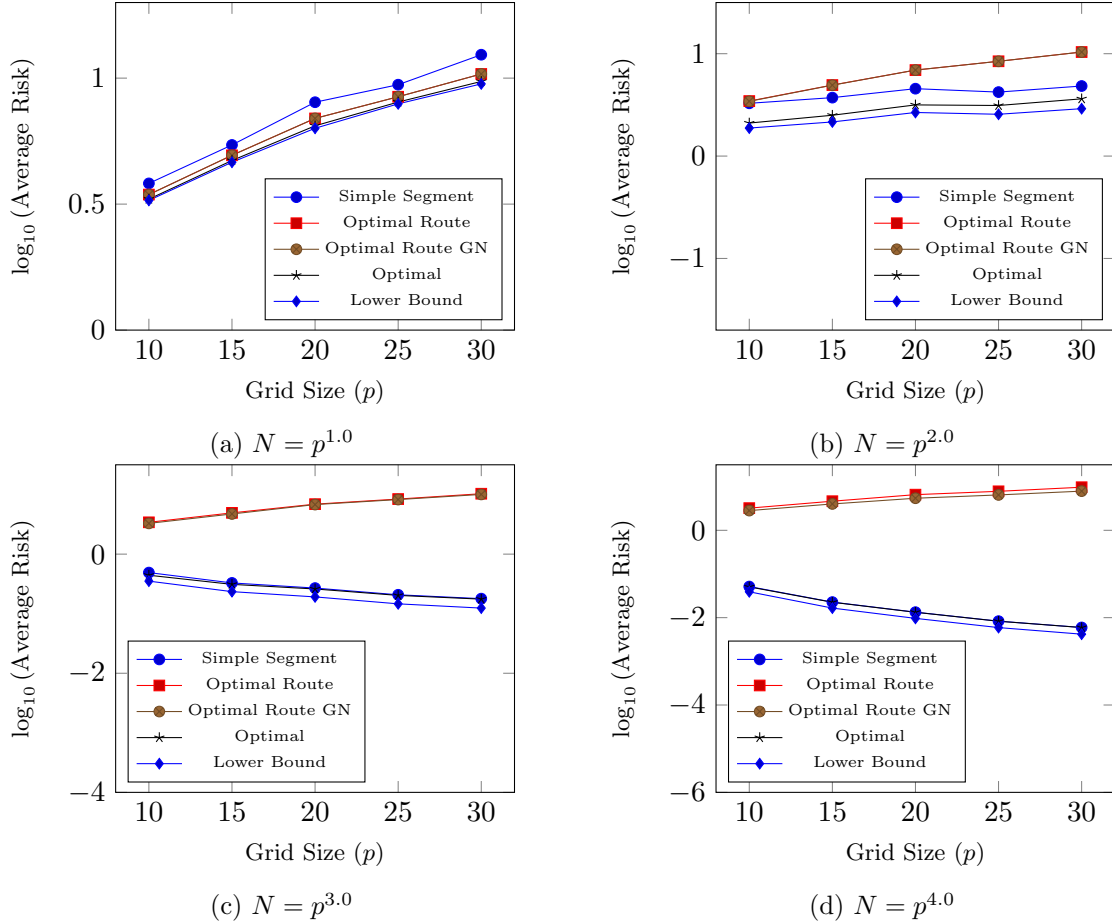 log₁₀ (Average Risk)
1
0.5
0
10 15 20 25 30
Grid Size (p)
Simple Segment
Optimal Route
Optimal Route GN
Optimal
Lower Bound
(a) N = p^{1.0}
log₁₀ (Average Risk)
1
0
−1
10 15 20 25 30
Grid Size (p)
Simple Segment
Optimal Route
Optimal Route GN
Optimal
Lower Bound
(b) N = p^{2.0}
log₁₀ (Average Risk)
0
−2
−4
10 15 20 25 30
Grid Size (p)
Simple Segment
Optimal Route
Optimal Route GN
Optimal
Lower Bound
(c) N = p^{3.0}
log₁₀ (Average Risk)
0
−2
−4
−6
10 15 20 25 30
Grid Size (p)
Simple Segment
Optimal Route
Optimal Route GN
Optimal
Lower Bound
(d) N = p^{4.0}